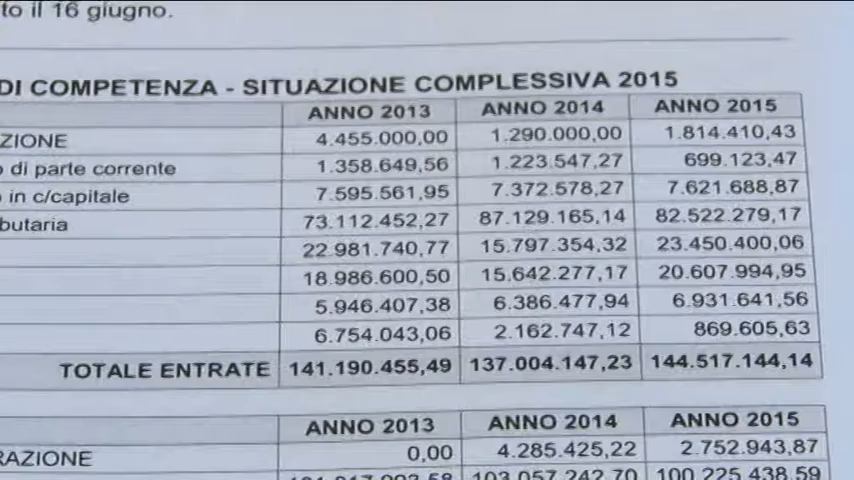 to il 16 giugno.
DI COMPETENZA - SITUAZIONE COMPLESSIVA 2015
ANNO 2013 ANNO 2014 ANNO 2015
ZIONE 4.455.000,00 1.290.000,00 1.814.410,43
o di parte corrente 1.358.649,56 1.223.547,27 699.123,47
o in c/capitale 7.595.561,95 7.372.578,27 7.621.688,87
butaria 73.112.452,27 87.129.165,14 82.522.279,17
22.981.740,77 15.797.354,32 23.450.400,06
18.986.600,50 15.642.277,17 20.607.994,95
5.946.407,38 6.386.477,94 6.931.641,56
6.754.043,06 2.162.747,12 869.605,63
TOTALE ENTRATE 141.190.455,49 137.004.147,23 144.517.144,14
ANNO 2013 ANNO 2014 ANNO 2015
RAZIONE 0,00 4.285.425,22 2.752.943,87
103.057.242,70 100.225.438,59